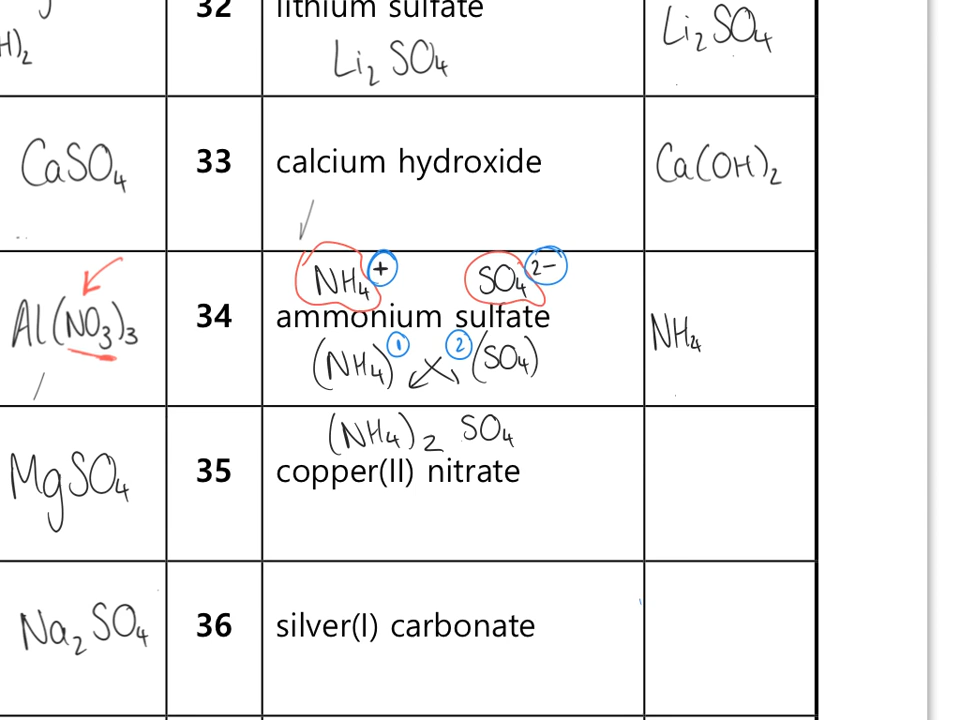 32 lithium sulfate
H)₂ Li₂ SO₄ Li₂SO₄
CaSO₄ 33 calcium hydroxide Ca(OH)₂
NH₄ + SO₄ 2-
Al(NO₃)₃ 34 ammonium sulfate NH₄
(NH₄) 1 2 (SO₄)
(NH₄)₂ SO₄
MgSO₄ 35 copper(II) nitrate
Na₂SO₄ 36 silver(I) carbonate